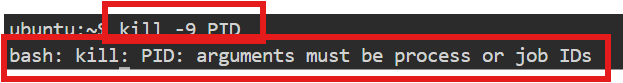 ubuntu:~$ kill -9 PID
bash: kill: PID: arguments must be process or job IDs